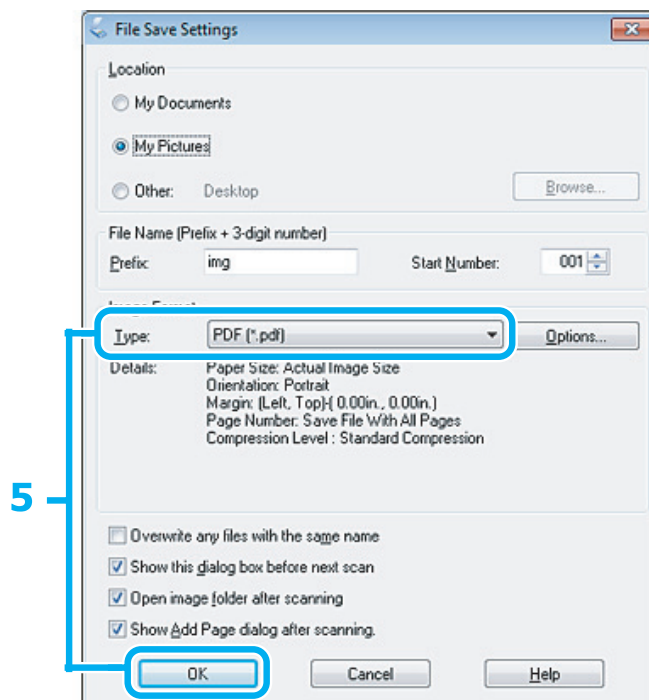 File Save Settings
Location
My Documents
My Pictures
Other: Desktop Browse...
File Name (Prefix + 3-digit number)
Prefix: img Start Number: 001
Image Format
Type: PDF (*.pdf) Options...
Details: Paper Size: Actual Image Size
Orientation: Portrait
Margin: (Left, Top)-( 0.00in., 0.00in.)
Page Number: Save File With All Pages
Compression Level : Standard Compression
5
Overwrite any files with the same name
Show this dialog box before next scan
Open image folder after scanning
Show Add Page dialog after scanning.
OK Cancel Help